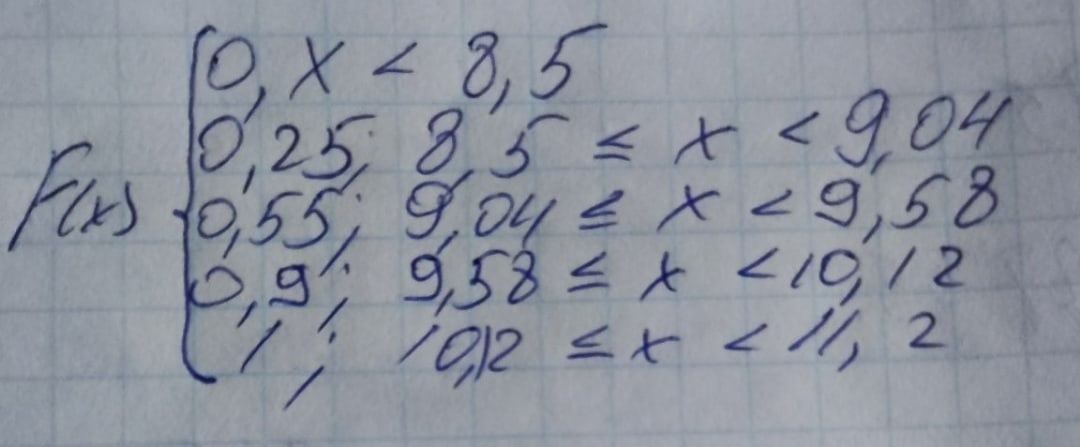 0, x < 8,5
0,25; 8,5 ≤ x < 9,04
F(x) { 0,55; 9,04 ≤ x < 9,58
0,9; 9,58 ≤ x < 10,12
1; 10,12 ≤ x < 11,2